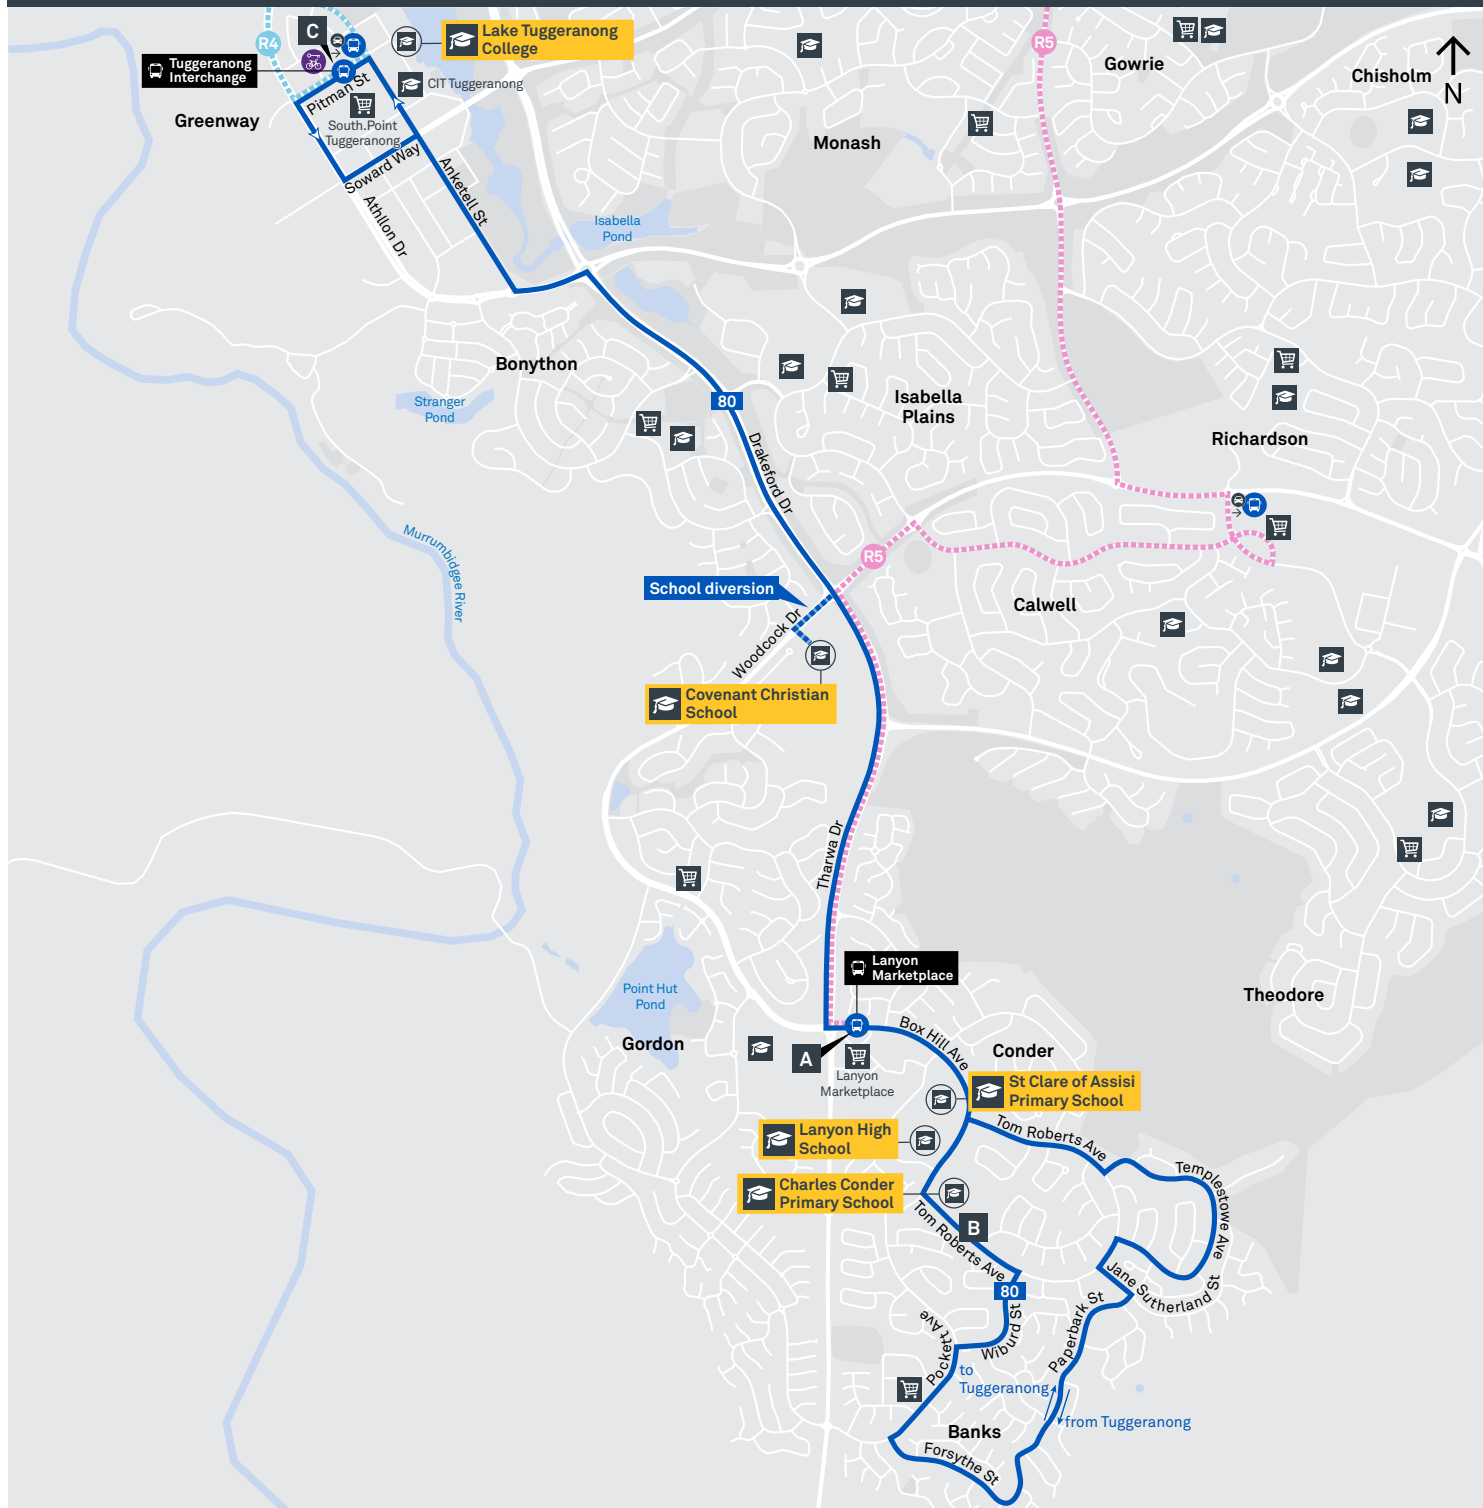 R4
C
Lake Tuggeranong
College
R5
Gowrie
Chisholm
N
Tuggeranong
Interchange
Pitman St
CIT Tuggeranong
Greenway
South.Point
Tuggeranong
Monash
Soward Way
Anketell St
Athllon Dr
Isabella
Pond
Bonython
Stranger
Pond
80
Isabella
Plains
Richardson
Drakeford Dr
Murrumbidgee River
R5
School diversion
Calwell
Woodcock Dr
Covenant Christian
School
Tharwa Dr
Lanyon
Marketplace
Point Hut
Pond
Theodore
Gordon
A
Box Hill Ave
Conder
Lanyon
Marketplace
St Clare of Assisi
Primary School
Lanyon High
School
Tom Roberts Ave
Charles Conder
Primary School
Templestowe Ave
Tom Roberts Ave
B
Jane Sutherland St
80
Wiburd St
Pockett Ave
Paperbark St
to
Tuggeranong
from Tuggeranong
Banks
Forsythe St